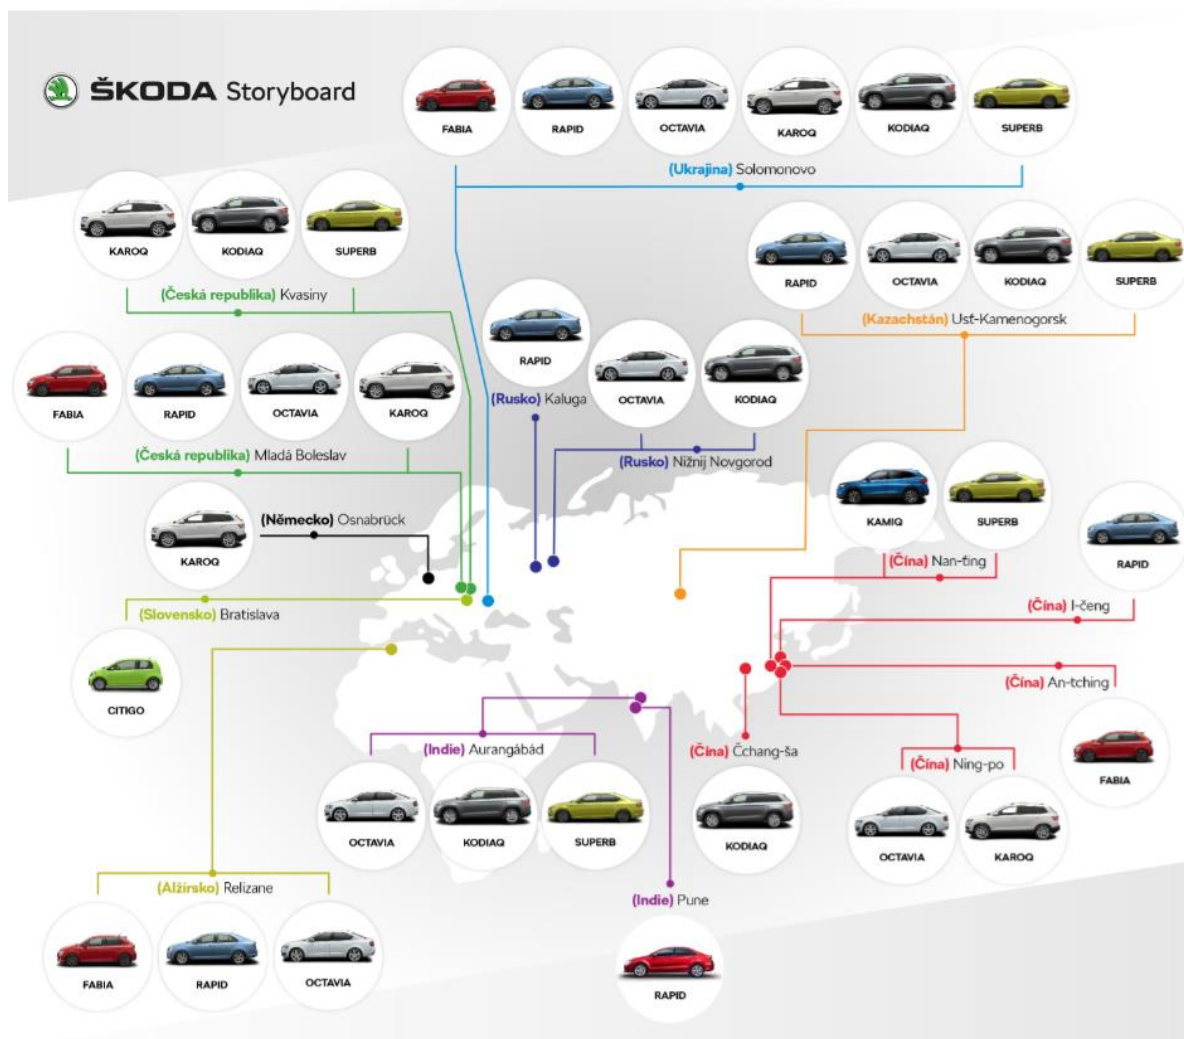 ŠKODA Storyboard
FABIA
RAPID
OCTAVIA
KAROQ
KODIAQ
SUPERB
(Ukrajina) Solomonovo
KAROQ
KODIAQ
SUPERB
(Česká republika) Kvasiny
RAPID
OCTAVIA
KODIAQ
SUPERB
(Kazachstán) Usť-Kamenogorsk
RAPID
(Rusko) Kaluga
OCTAVIA
KODIAQ
(Rusko) Nižnij Novgorod
FABIA
RAPID
OCTAVIA
KAROQ
(Česká republika) Mladá Boleslav
KAROQ
(Německo) Osnabrück
KAMIQ
SUPERB
(Čína) Nan-ťing
RAPID
(Čína) I-čeng
(Slovensko) Bratislava
CITIGO
(Čína) An-tching
FABIA
(Indie) Aurangábád
OCTAVIA
KODIAQ
SUPERB
(Čína) Čchang-ša
KODIAQ
(Čína) Ning-po
OCTAVIA
KAROQ
(Alžírsko) Relizane
FABIA
RAPID
OCTAVIA
(Indie) Pune
RAPID